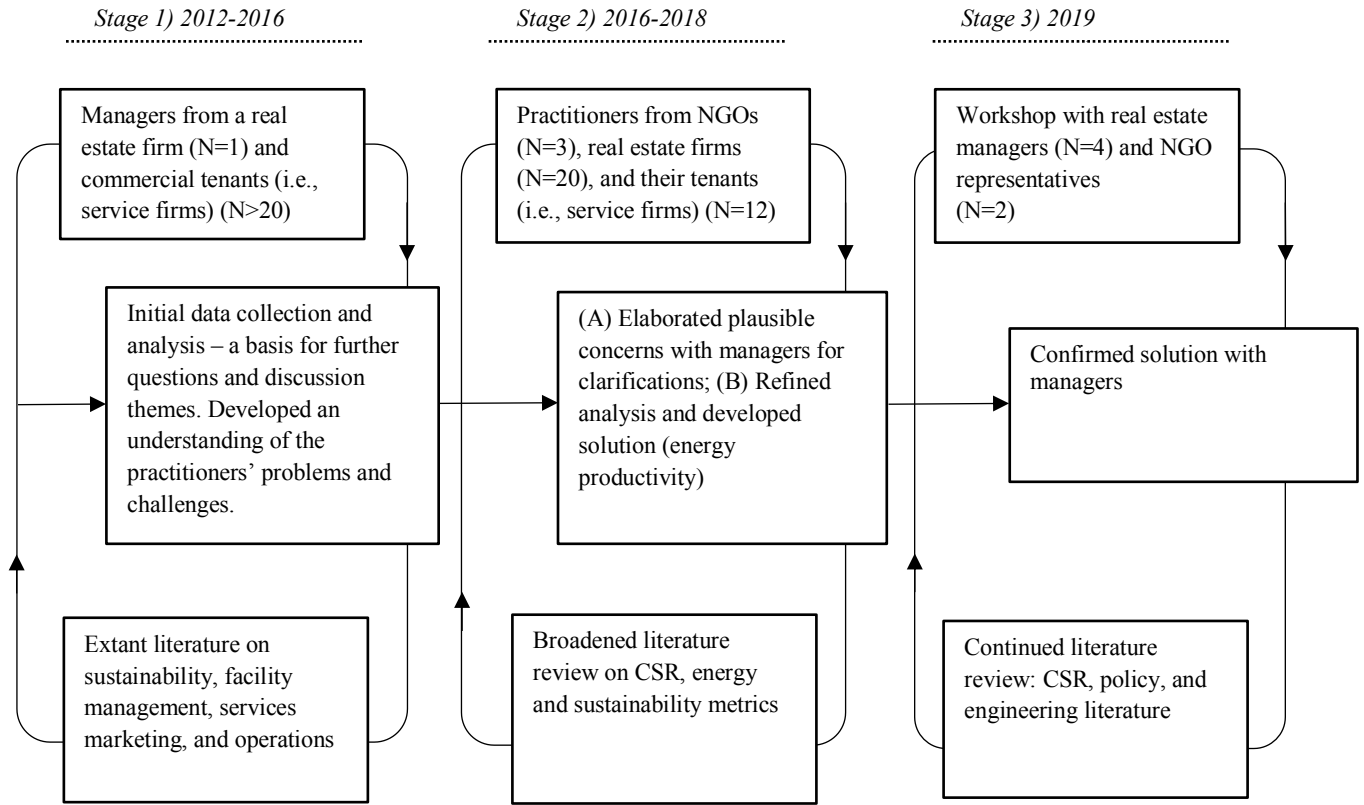 Stage 1) 2012-2016
Stage 2) 2016-2018
Stage 3) 2019
Managers from a real
estate firm (N=1) and
commercial tenants (i.e.,
service firms) (N>20)
Practitioners from NGOs
(N=3), real estate firms
(N=20), and their tenants
(i.e., service firms) (N=12)
Workshop with real estate
managers (N=4) and NGO
representatives
(N=2)
Initial data collection and
analysis – a basis for further
questions and discussion
themes. Developed an
understanding of the
practitioners’ problems and
challenges.
(A) Elaborated plausible
concerns with managers for
clarifications; (B) Refined
analysis and developed
solution (energy
productivity)
Confirmed solution with
managers
Extant literature on
sustainability, facility
management, services
marketing, and operations
Broadened literature
review on CSR, energy
and sustainability metrics
Continued literature
review: CSR, policy, and
engineering literature